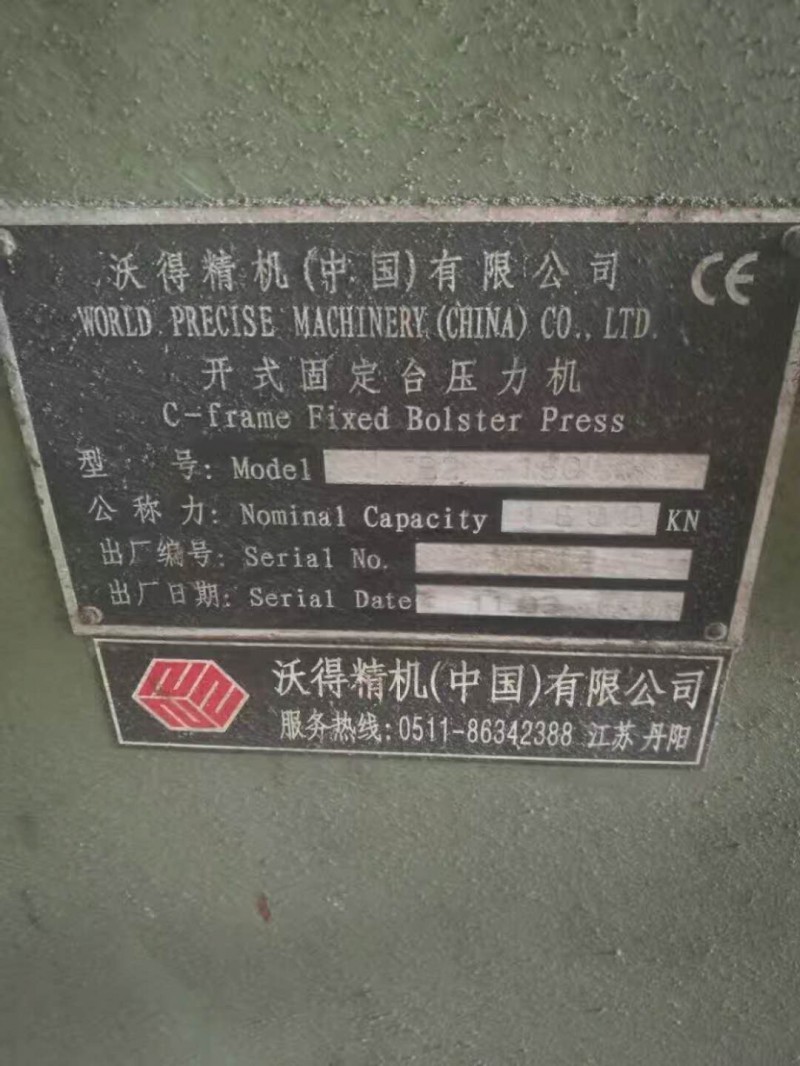 沃得精机(中国)有限公司 CE
WORLD PRECISE MACHINERY (CHINA) CO., LTD.
开式固定台压力机
C-frame Fixed Bolster Press
型 号: Model
公称力: Nominal Capacity 1600 KN
出厂编号: Serial No.
出厂日期: Serial Date
沃得精机(中国)有限公司
服务热线: 0511-86342388 江苏 丹阳